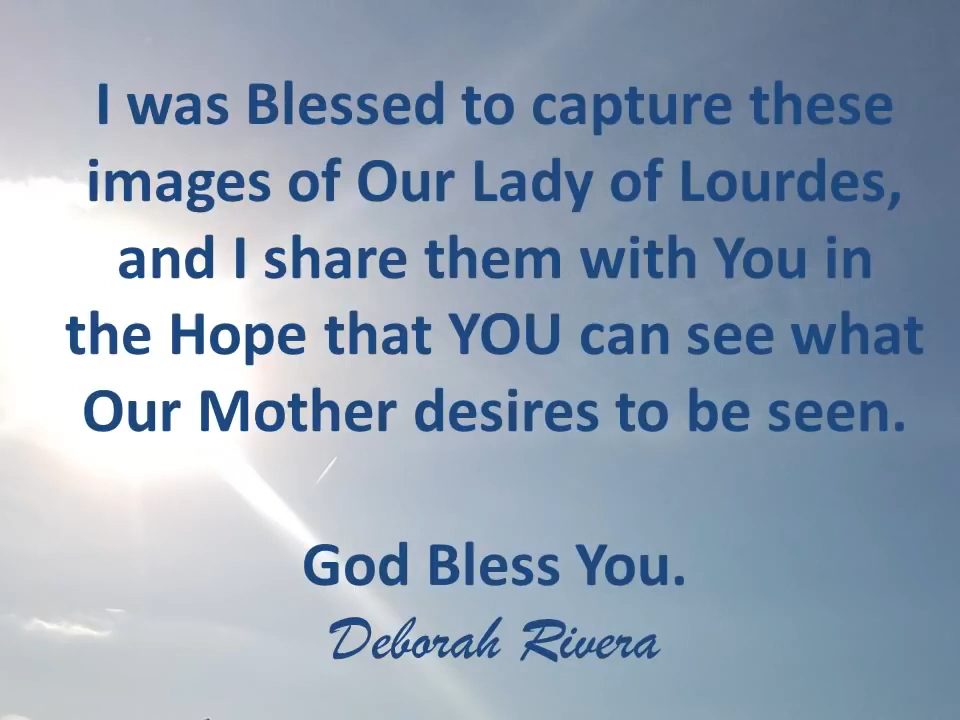 I was Blessed to capture these
images of Our Lady of Lourdes,
and I share them with You in
the Hope that YOU can see what
Our Mother desires to be seen.
God Bless You.
Deborah Rivera